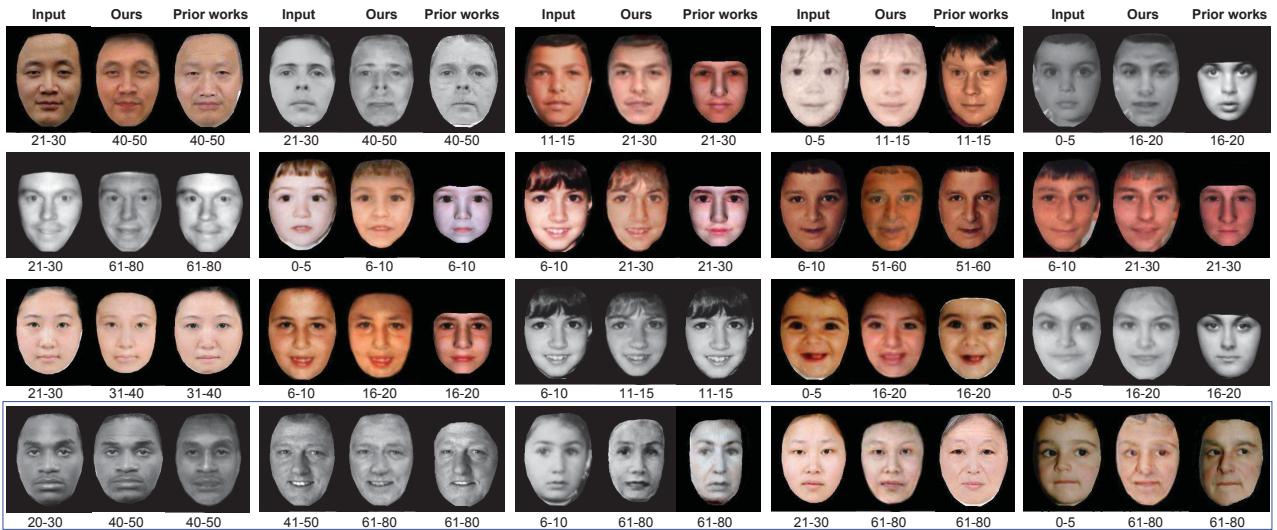 Input Ours Prior works Input Ours Prior works Input Ours Prior works Input Ours Prior works Input Ours Prior works
21-30 40-50 40-50 21-30 40-50 40-50 11-15 21-30 21-30 0-5 11-15 11-15 0-5 16-20 16-20
21-30 61-80 61-80 0-5 6-10 6-10 6-10 21-30 21-30 6-10 51-60 51-60 6-10 21-30 21-30
21-30 31-40 31-40 6-10 16-20 16-20 6-10 11-15 11-15 0-5 16-20 16-20 0-5 16-20 16-20
20-30 40-50 40-50 41-50 61-80 61-80 6-10 61-80 61-80 21-30 61-80 61-80 0-5 61-80 61-80